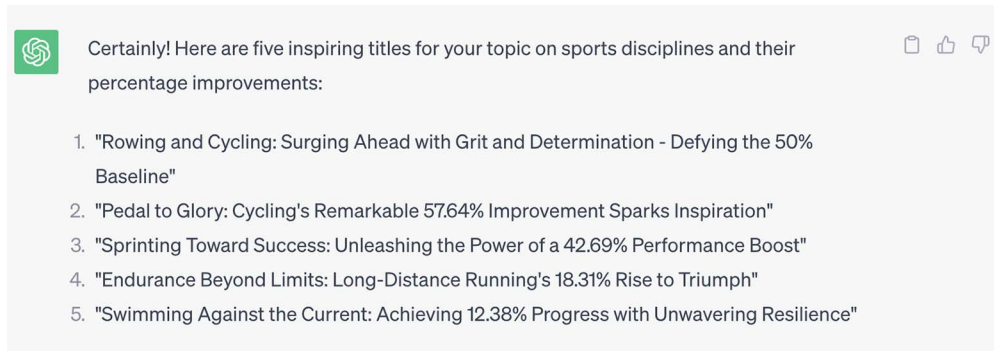 Certainly! Here are five inspiring titles for your topic on sports disciplines and their
percentage improvements:
1. "Rowing and Cycling: Surging Ahead with Grit and Determination - Defying the 50%
Baseline"
2. "Pedal to Glory: Cycling's Remarkable 57.64% Improvement Sparks Inspiration"
3. "Sprinting Toward Success: Unleashing the Power of a 42.69% Performance Boost"
4. "Endurance Beyond Limits: Long-Distance Running's 18.31% Rise to Triumph"
5. "Swimming Against the Current: Achieving 12.38% Progress with Unwavering Resilience"